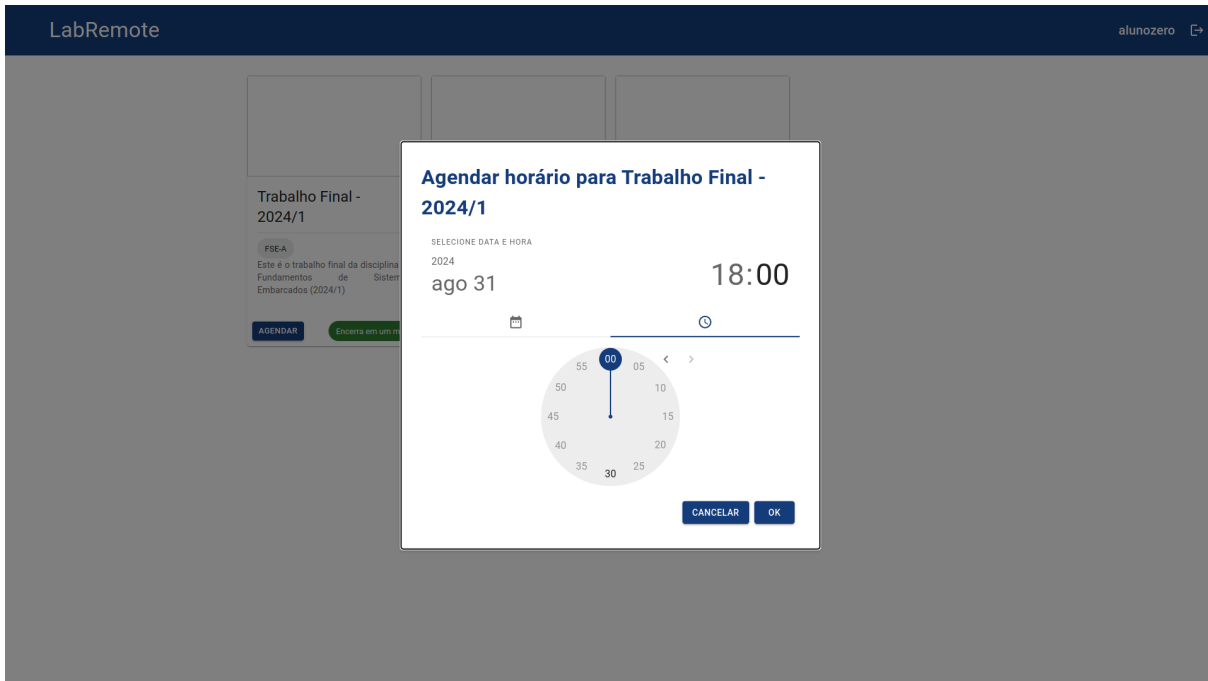 LabRemote
alunozero
Agendar horário para Trabalho Final -
2024/1
SELECIONE DATA E HORA
2024
ago 31
18:00
00
05
10
15
20
25
30
35
40
45
50
55
CANCELAR
OK
Trabalho Final -
2024/1
FSE-A
Este é o trabalho final da disciplina
Fundamentos de
Embarcados (2024/1)
AGENDAR
Encerra em um